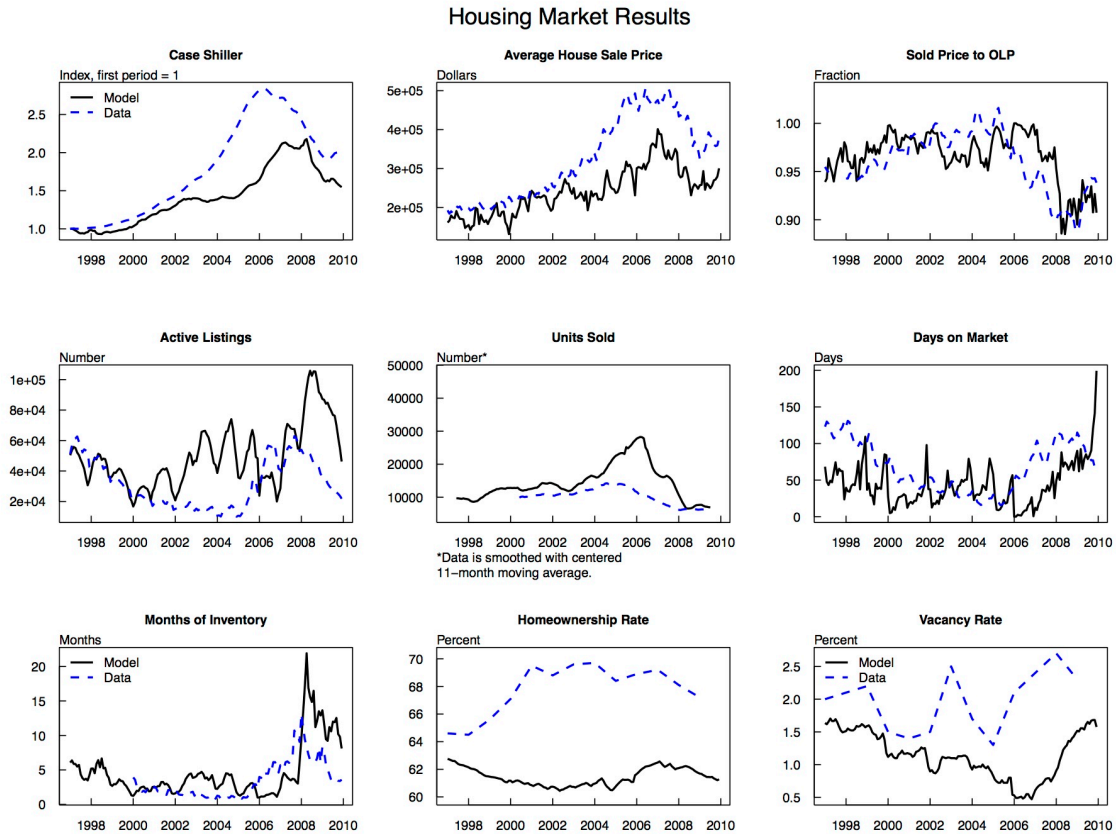 Housing Market Results
Case Shiller
Index, first period = 1
Model
Data
2.5
2.0
1.5
1.0
1998 2000 2002 2004 2006 2008 2010
Average House Sale Price
Dollars
5e+05
4e+05
3e+05
2e+05
1998 2000 2002 2004 2006 2008 2010
Sold Price to OLP
Fraction
1.00
0.95
0.90
1998 2000 2002 2004 2006 2008 2010
Active Listings
Number
1e+05
8e+04
6e+04
4e+04
2e+04
1998 2000 2002 2004 2006 2008 2010
Units Sold
Number*
50000
40000
30000
20000
10000
1998 2000 2002 2004 2006 2008 2010
*Data is smoothed with centered
11−month moving average.
Days on Market
Days
200
150
100
50
0
1998 2000 2002 2004 2006 2008 2010
Months of Inventory
Months
Model
Data
20
15
10
5
0
1998 2000 2002 2004 2006 2008 2010
Homeownership Rate
Percent
70
68
66
64
62
60
1998 2000 2002 2004 2006 2008 2010
Vacancy Rate
Percent
Model
Data
2.5
2.0
1.5
1.0
0.5
1998 2000 2002 2004 2006 2008 2010